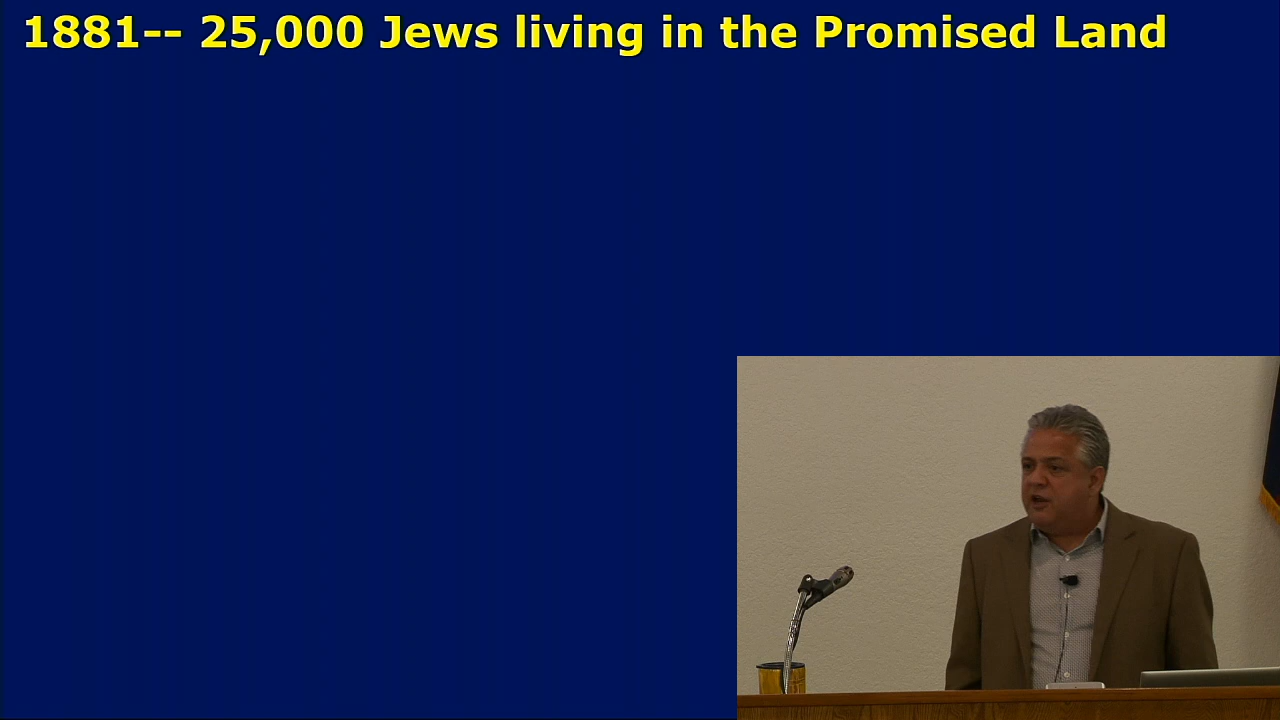 1881-- 25,000 Jews living in the Promised Land